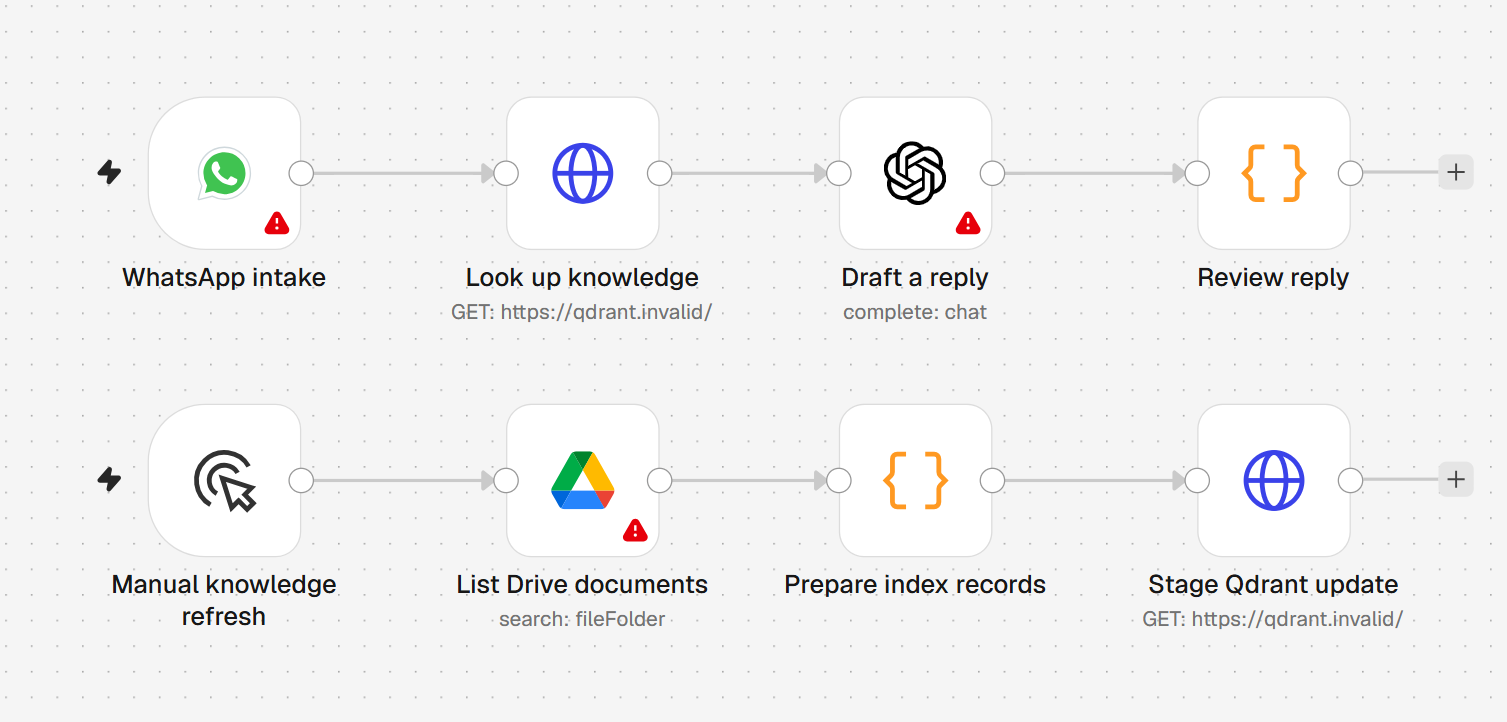 WhatsApp intake
Look up knowledge
GET: https://qdrant.invalid/
Draft a reply
complete: chat
Review reply
Manual knowledge
refresh
List Drive documents
search: fileFolder
Prepare index records
Stage Qdrant update
GET: https://qdrant.invalid/